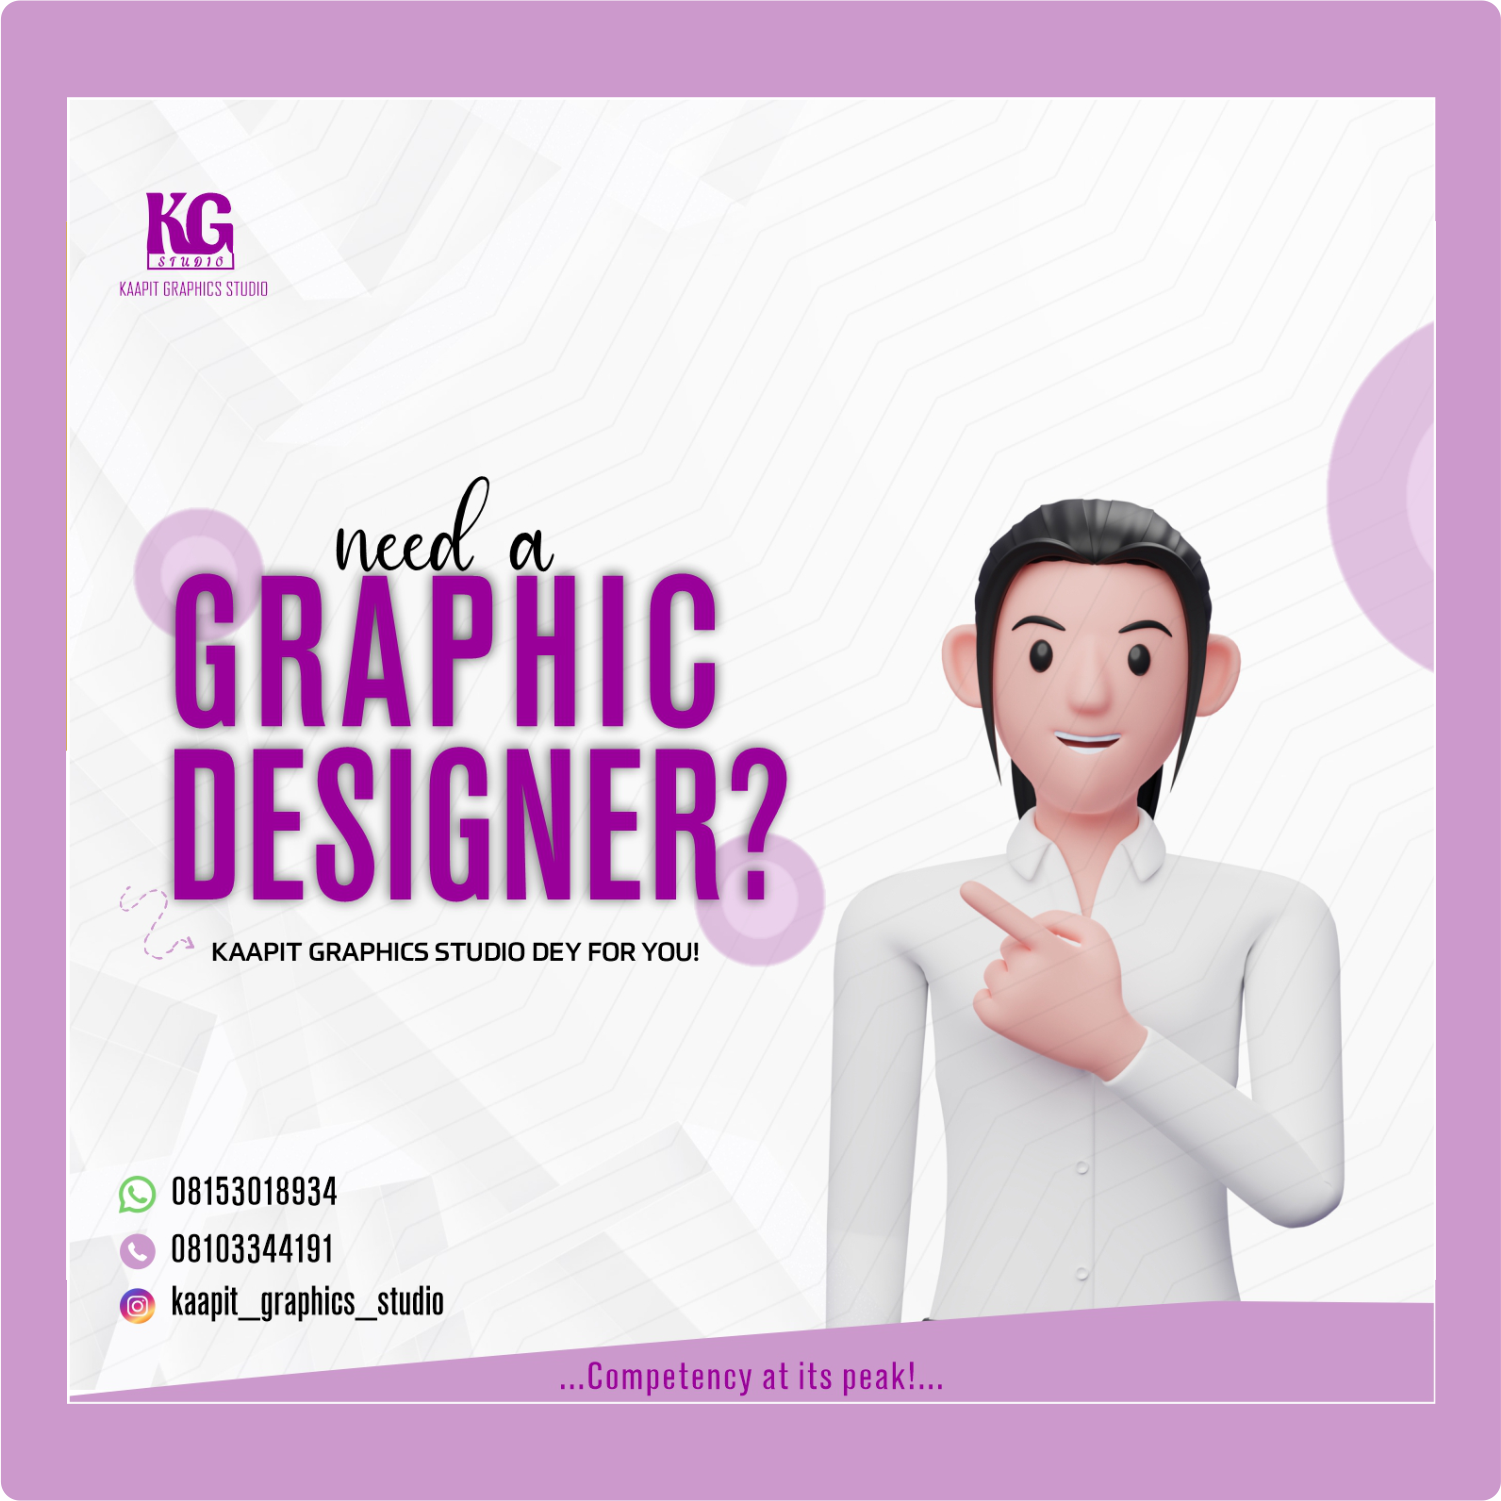 KG
STUDIO
KAAPIT GRAPHICS STUDIO
need a
GRAPHIC
DESIGNER?
KAAPIT GRAPHICS STUDIO DEY FOR YOU!
08153018934
08103344191
kaapit_graphics_studio
...Competency at its peak!...